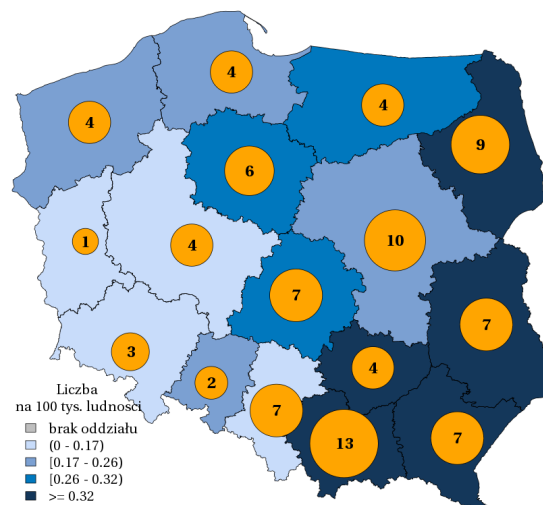 4
4
4
9
6
1
4
10
7
7
3
2
4
7
13
7
Liczba
na 100 tys. ludności
brak oddziału
(0 - 0.17)
[0.17 - 0.26)
[0.26 - 0.32)
>= 0.32